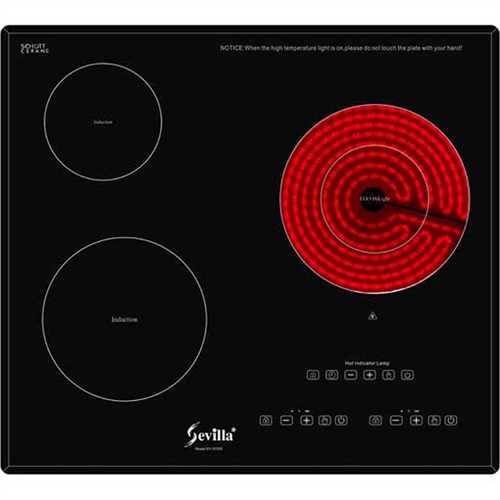 SCHOTT
CERANC
NOTICE:When the high temperature light is on,please do not touch the plate with your hand!
Induction
Induction
Hot Indicator Lamp
Sevilla